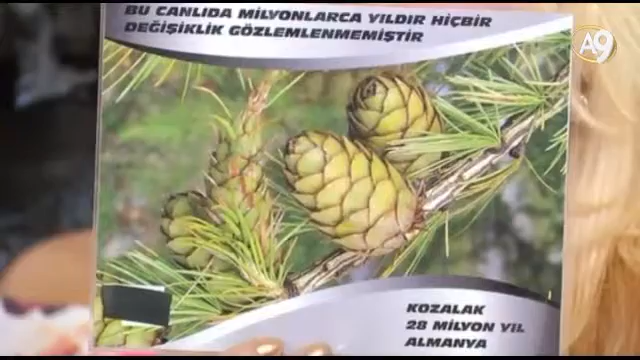 BU CANLIDA MİLYONLARCA YILDIR HİÇBİR
DEĞİŞİKLİK GÖZLEMLENMEMİŞTİR
A9
KOZALAK
28 MİLYON YIL
ALMANYA